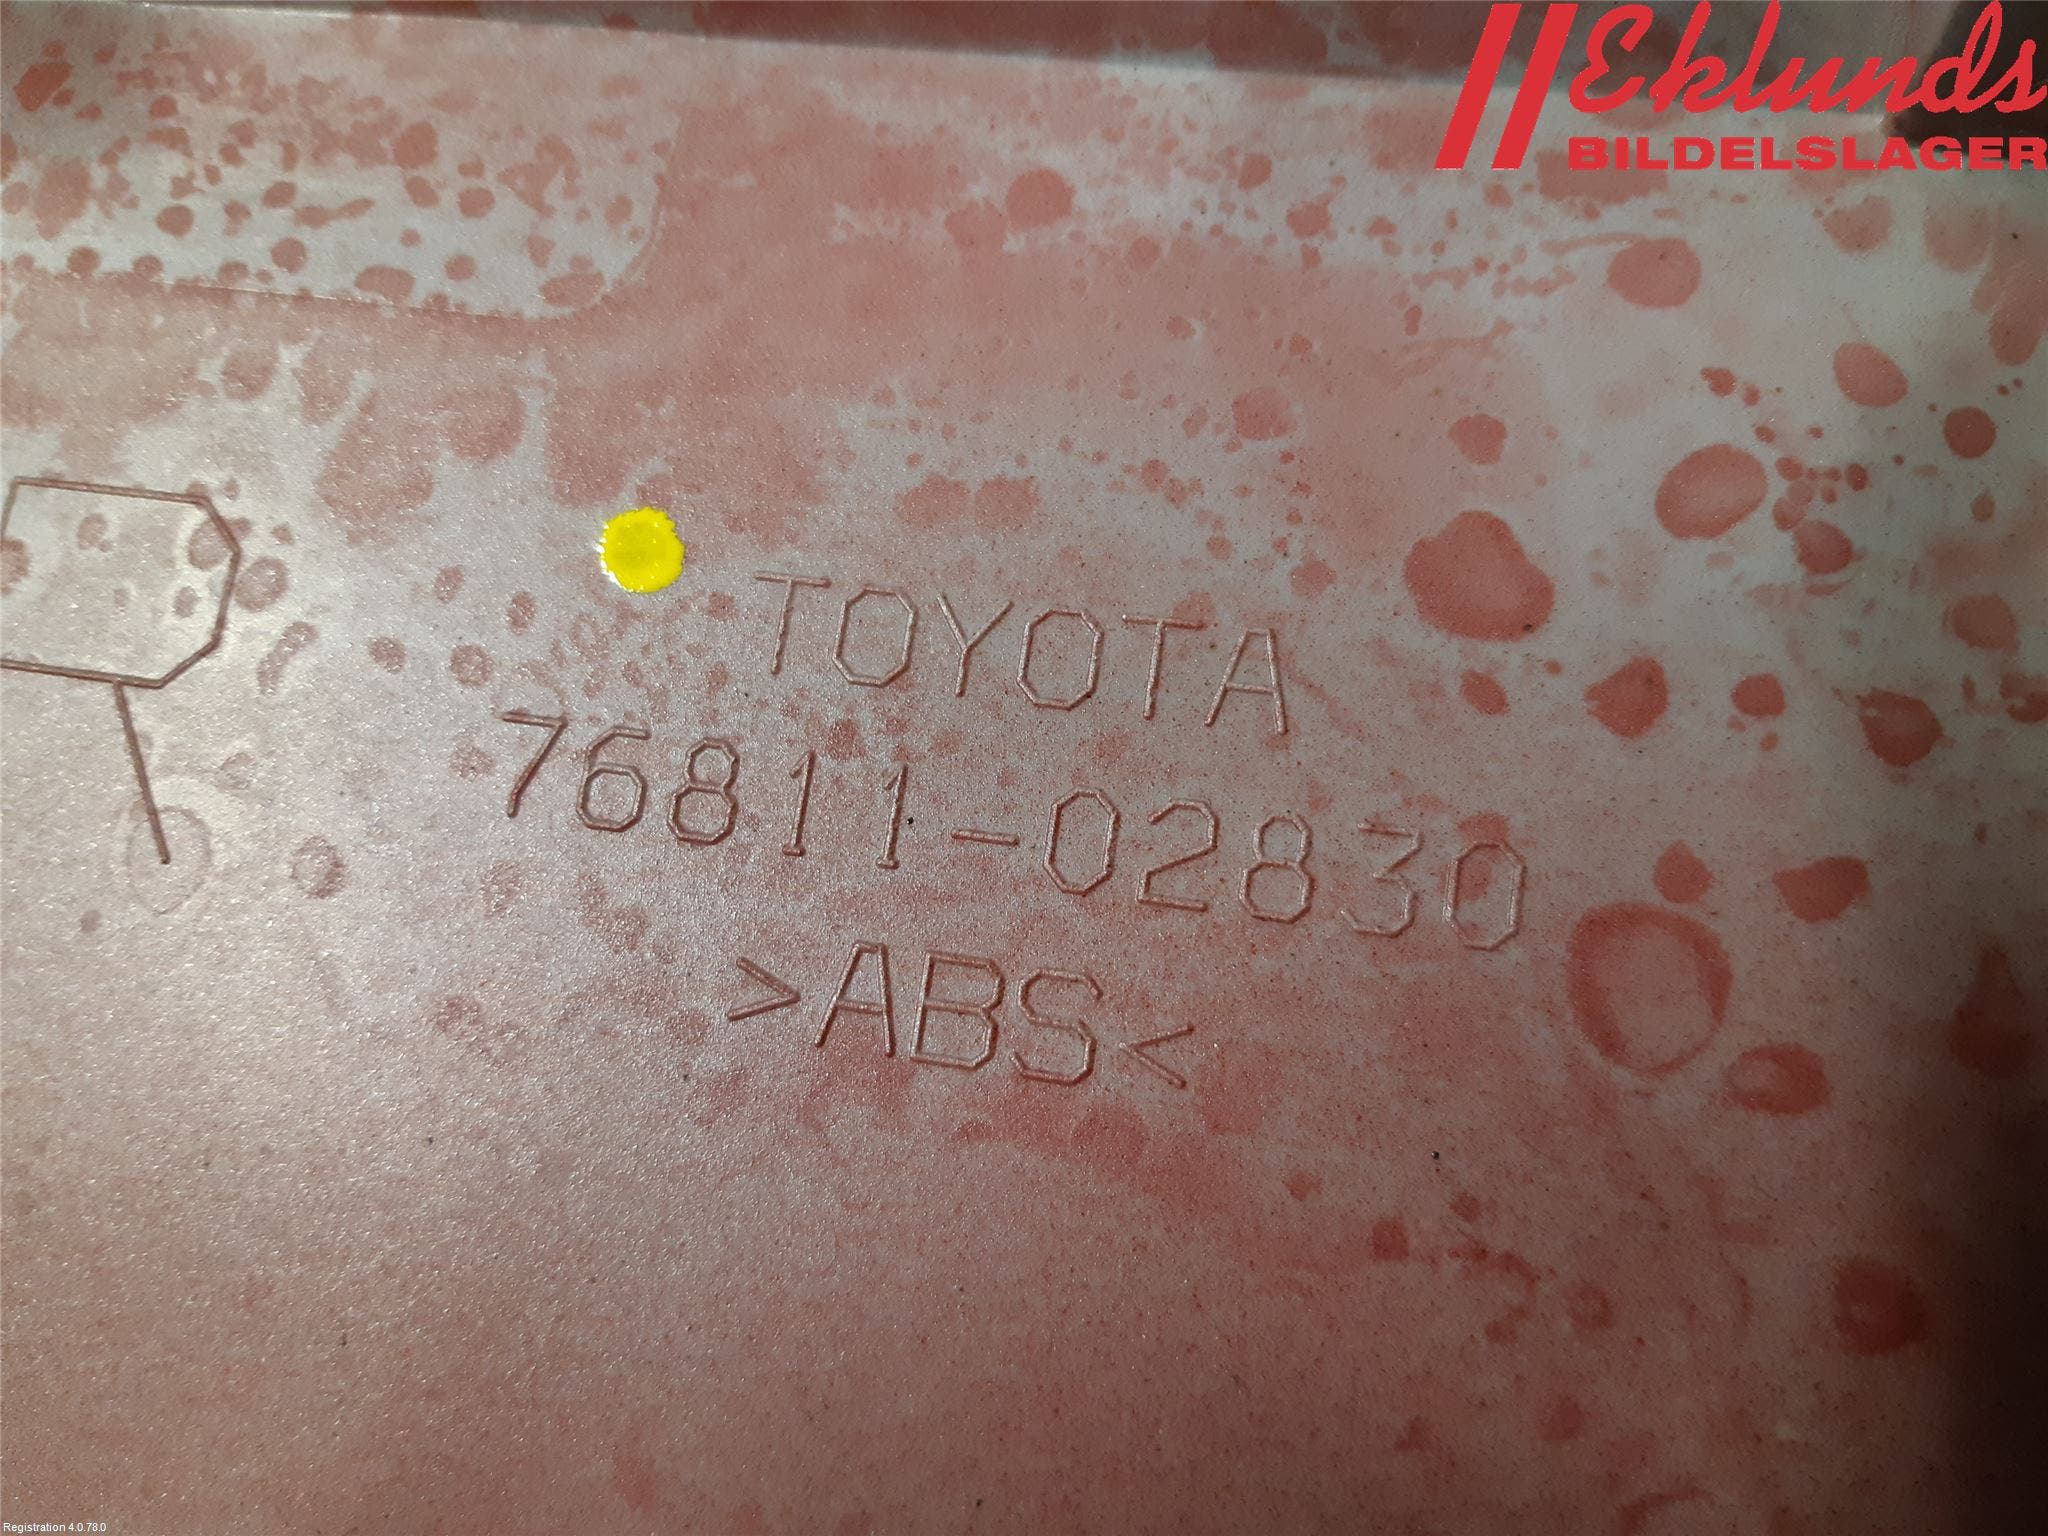 Eklunds
BILDELSLAGER
R
TOYOTA
76811-02830
>ABS<
Registration 4.0.78.0